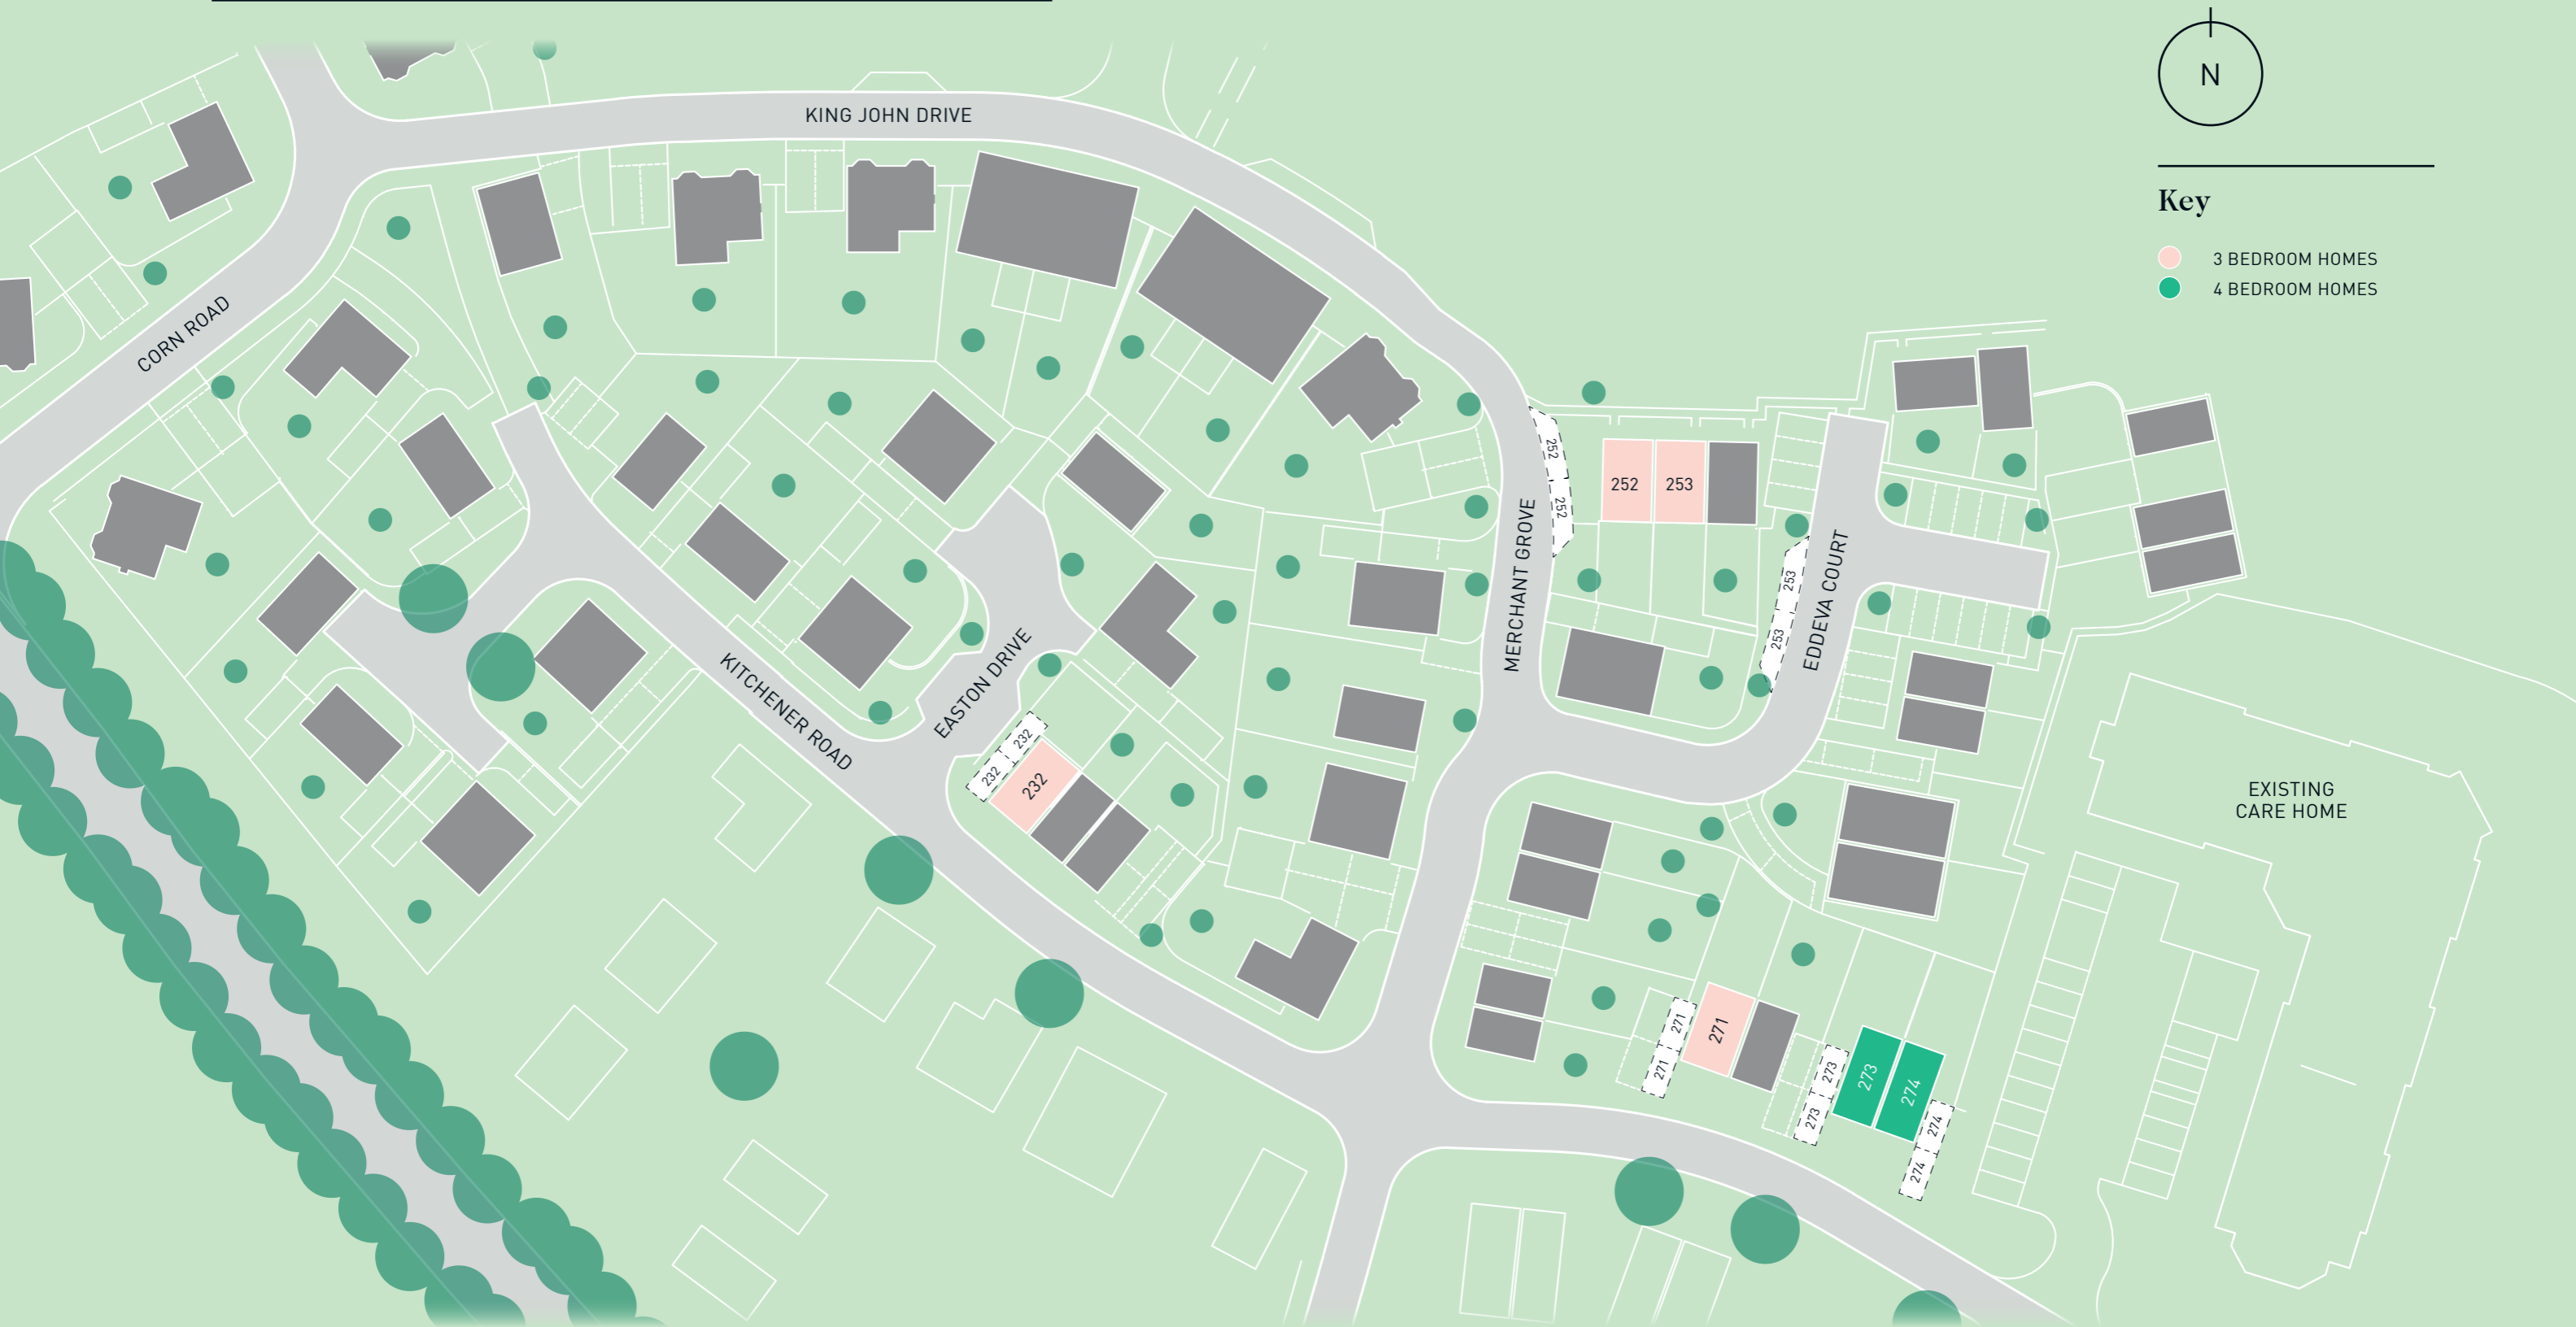 N
Key
3 BEDROOM HOMES
4 BEDROOM HOMES
KING JOHN DRIVE
CORN ROAD
252
252
252
253
MERCHANT GROVE
253
253
EDDEVA COURT
KITCHENER ROAD
EASTON DRIVE
232
232
232
EXISTING
CARE HOME
271
271
271
273
273
273
274
274
274